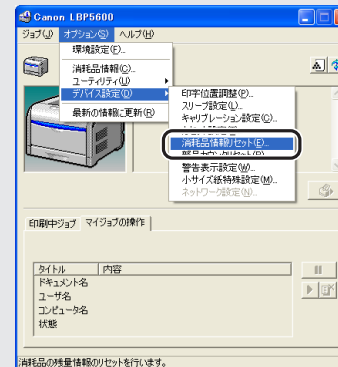 Canon LBP5600
ジョブ(J) オプション(S) ヘルプ(H)
環境設定(F)...
消耗品情報(C)...
ユーティリティ(U)
デバイス設定(D)
最新の情報に更新(R)
印字位置調整(P)...
スリープ設定(L)...
キャリブレーション設定(C)...
消耗品情報リセット(E)...
警告表示設定(W)...
小サイズ紙特殊設定(M)...
ネットワーク設定(N)...
印刷中ジョブ マイジョブの操作
タイトル 内容
ドキュメント名
ユーザ名
コンピュータ名
状態
消耗品の残量情報のリセットを行います。